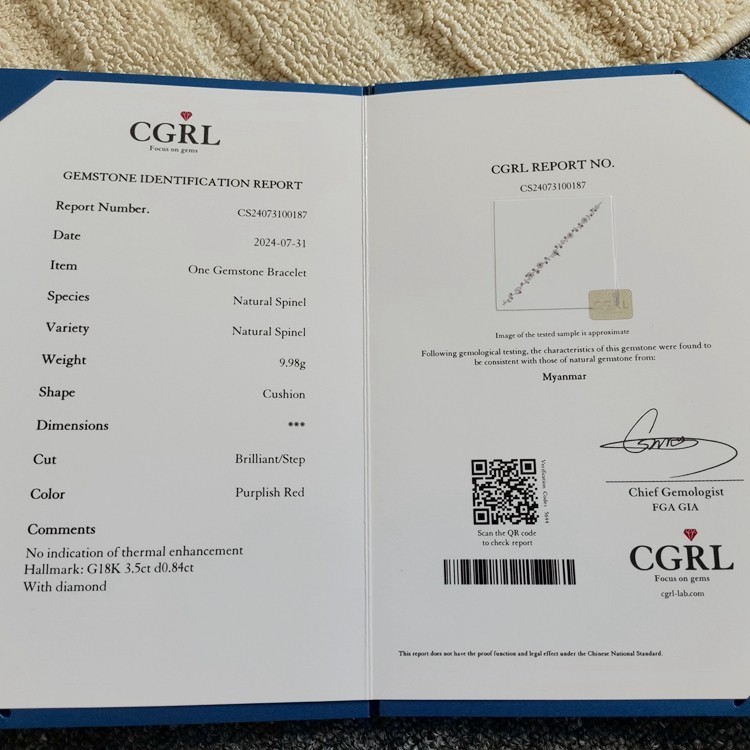 CGRL
Focus on gems
GEMSTONE IDENTIFICATION REPORT
Report Number. CS24073100187
Date 2024-07-31
Item One Gemstone Bracelet
Species Natural Spinel
Variety Natural Spinel
Weight 9.98g
Shape Cushion
Dimensions ***
Cut Brilliant/Step
Color Purplish Red
Comments
No indication of thermal enhancement
Hallmark: G18K 3.5ct d0.84ct
With diamond
CGRL REPORT NO.
CS24073100187
CGRL
Image of the tested sample is approximate
Following gemological testing, the characteristics of this gemstone were found to
be consistent with those of natural gemstone from:
Myanmar
Verification Code:
Scan the QR code
to check report
Chief Gemologist
FGA GIA
CGRL
Focus on gems
cgrl-lab.com
This report does not have the proof function and legal effect under the Chinese National Standard.